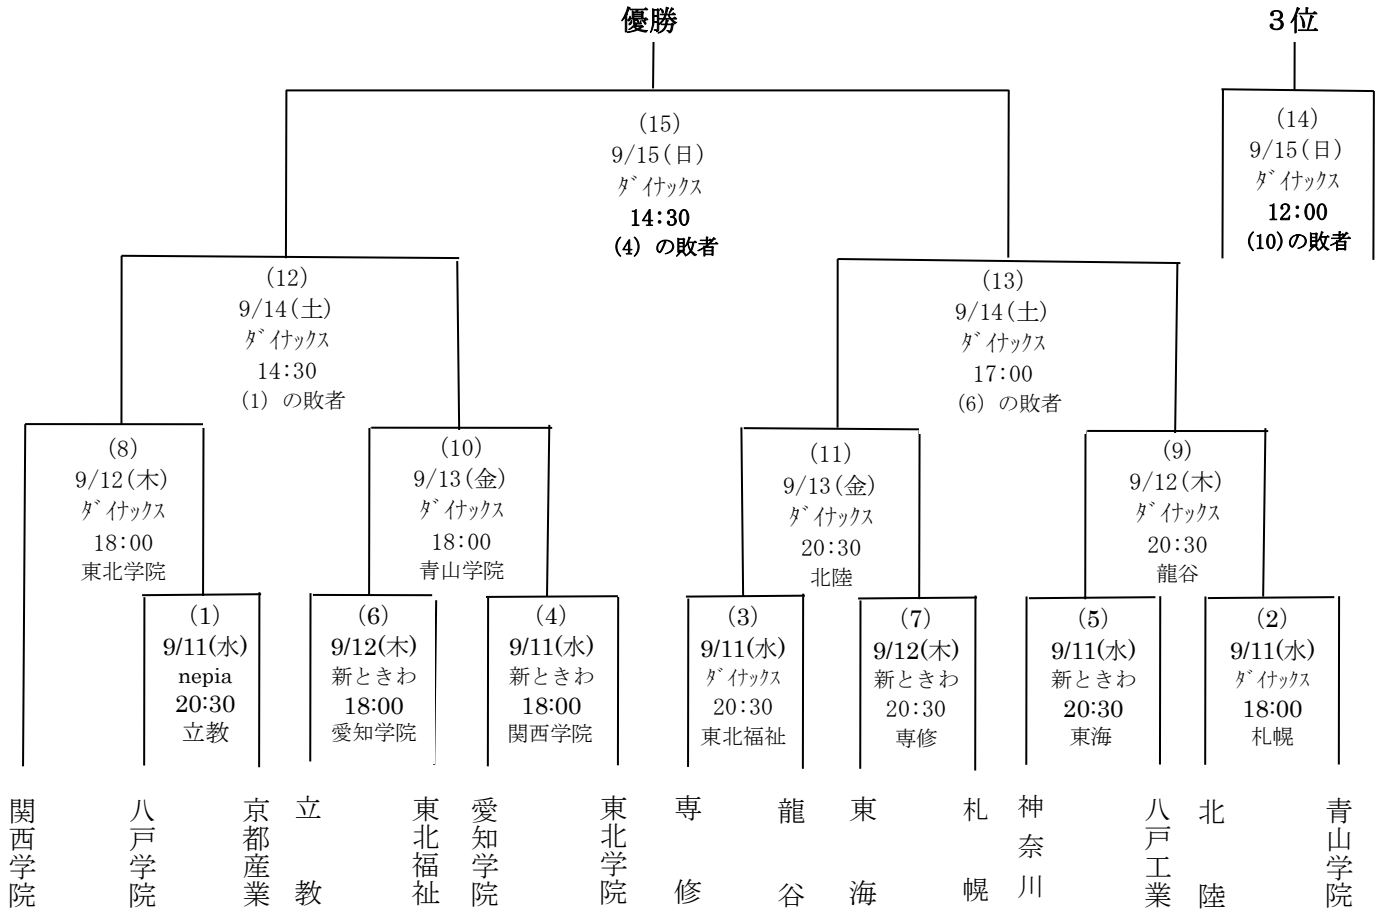 優勝
３位
(15)
9/15(日)
ﾀﾞｲﾅｯｸｽ
14:30
(4) の敗者
(14)
9/15(日)
ﾀﾞｲﾅｯｸｽ
12:00
(10)の敗者
(12)
9/14(土)
ﾀﾞｲﾅｯｸｽ
14:30
(1) の敗者
(13)
9/14(土)
ﾀﾞｲﾅｯｸｽ
17:00
(6) の敗者
(8)
9/12(木)
ﾀﾞｲﾅｯｸｽ
18:00
東北学院
(10)
9/13(金)
ﾀﾞｲﾅｯｸｽ
18:00
青山学院
(11)
9/13(金)
ﾀﾞｲﾅｯｸｽ
20:30
北陸
(9)
9/12(木)
ﾀﾞｲﾅｯｸｽ
20:30
龍谷
(1)
9/11(水)
nepia
20:30
立教
(6)
9/12(木)
新ときわ
18:00
愛知学院
(4)
9/11(水)
新ときわ
18:00
関西学院
(3)
9/11(水)
ﾀﾞｲﾅｯｸｽ
20:30
東北福祉
(7)
9/12(木)
新ときわ
20:30
専修
(5)
9/11(水)
新ときわ
20:30
東海
(2)
9/11(水)
ﾀﾞｲﾅｯｸｽ
18:00
札幌
関西学院
八戸学院
京都産業
立教
東北福祉
愛知学院
東北学院
専修
龍谷
東海
札幌
神奈川
八戸工業
北陸
青山学院